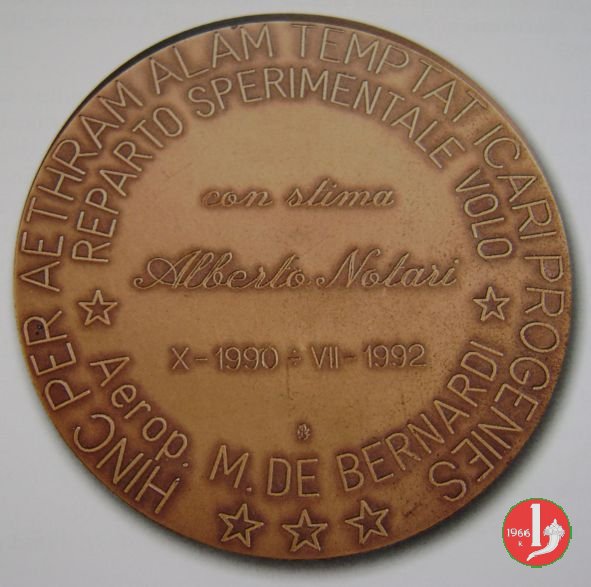 HINC PER AETHRAM ALAM TEMPTAT ICARI PROGENIES
REPARTO SPERIMENTALE VOLO
con stima
Alberto Notari
X-1990÷VII-1992
Aerop. M. DE BERNARDI
1966